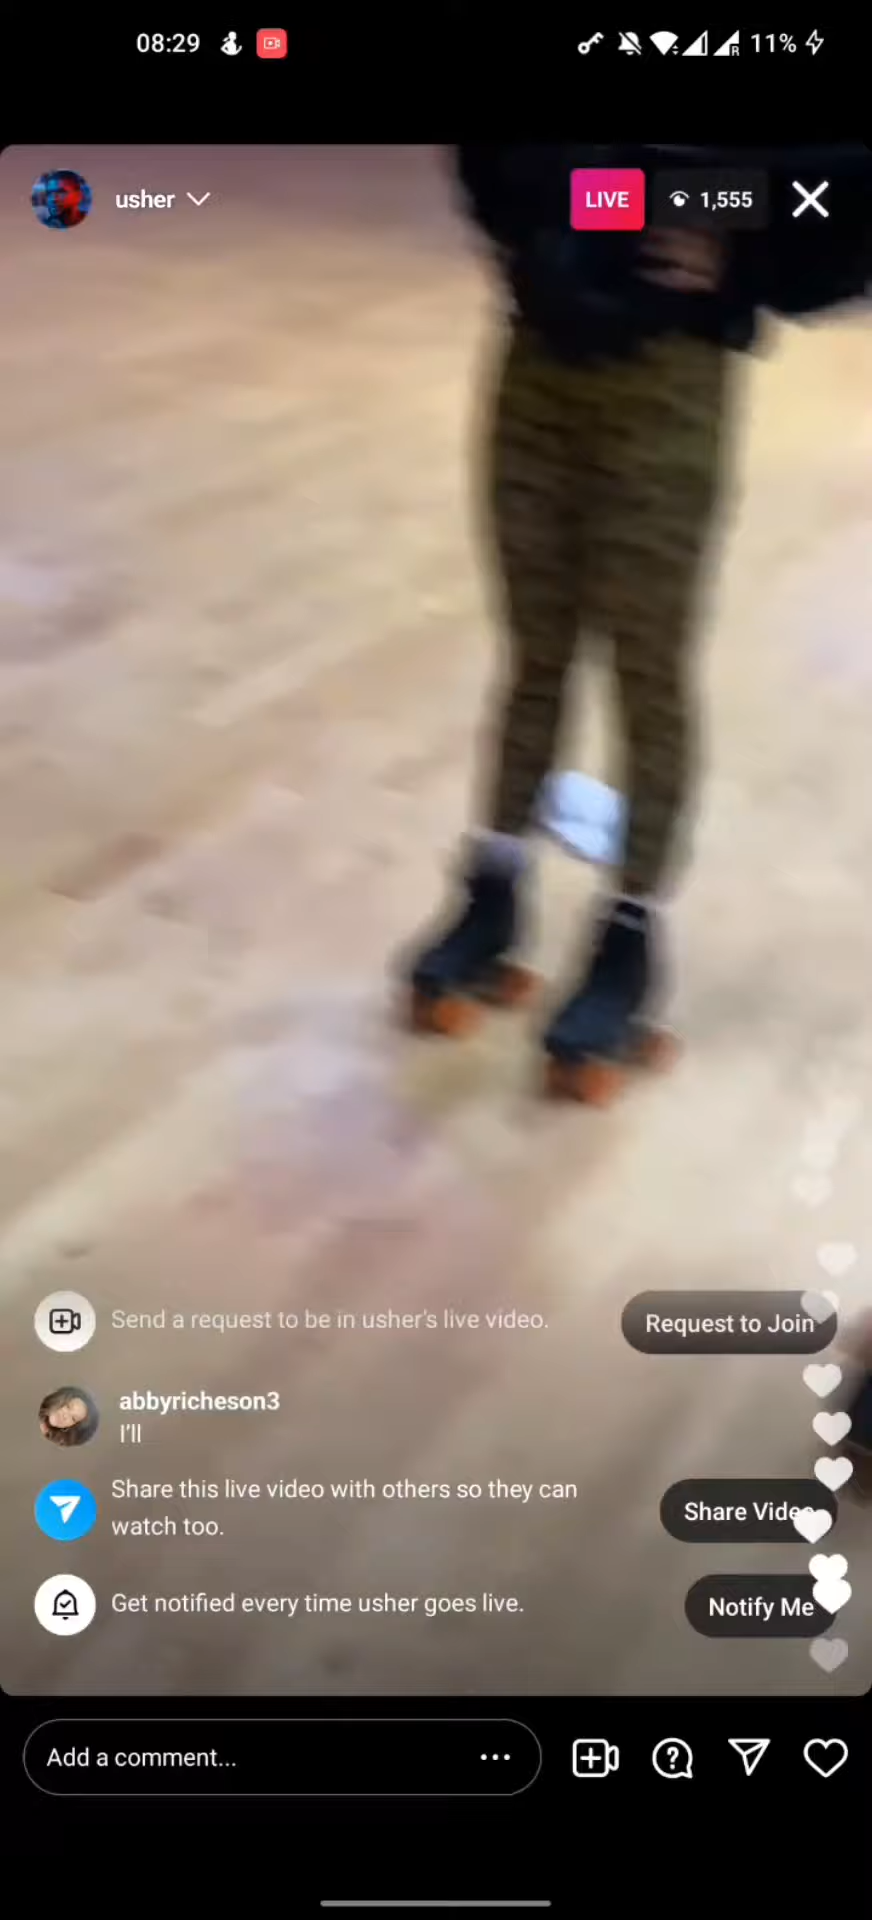 08:29
R
11%
usher
LIVE
1,555
Send a request to be in usher's live video.
Request to Join
abbyricheson3
I'll
Share this live video with others so they can
watch too.
Share Video
Get notified every time usher goes live.
Notify Me
Add a comment...